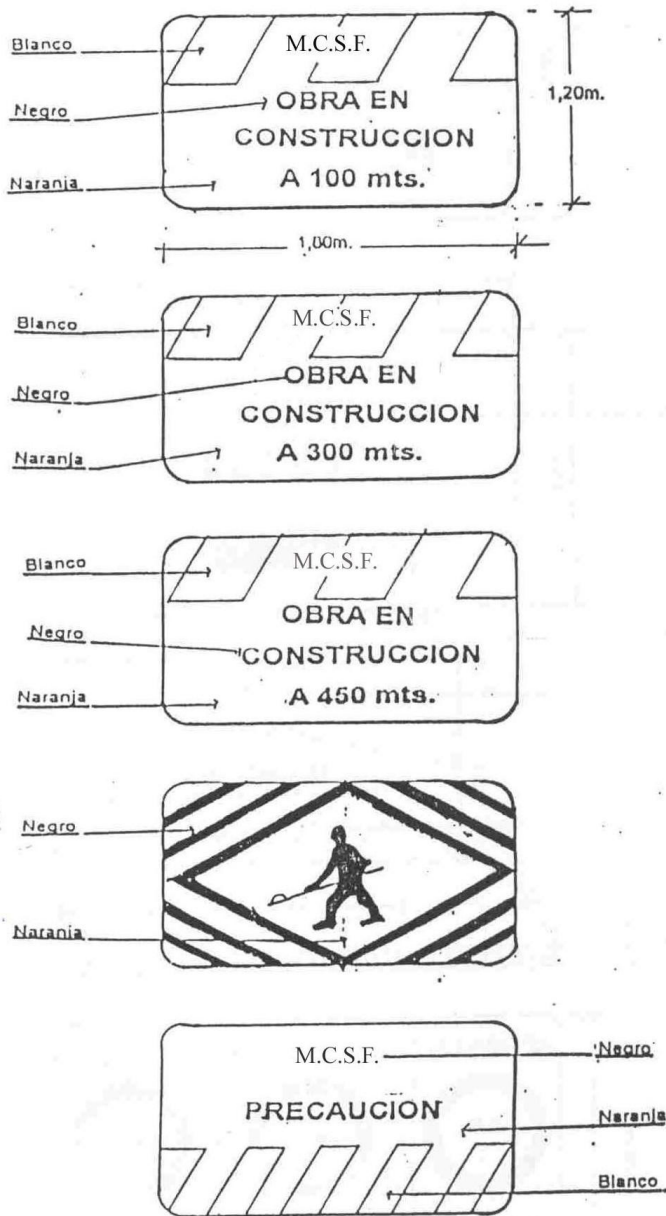 Blanco
M.C.S.F.
Negro
OBRA EN
CONSTRUCCION
Naranja
A 100 mts.
1,20m.
1,00m.
Blanco
M.C.S.F.
Negro
OBRA EN
CONSTRUCCION
Naranja
A 300 mts.
Blanco
M.C.S.F.
Negro
OBRA EN
CONSTRUCCION
Naranja
A 450 mts.
Negro
Naranja
M.C.S.F.
Negro
PRECAUCION
Naranja
Blanco